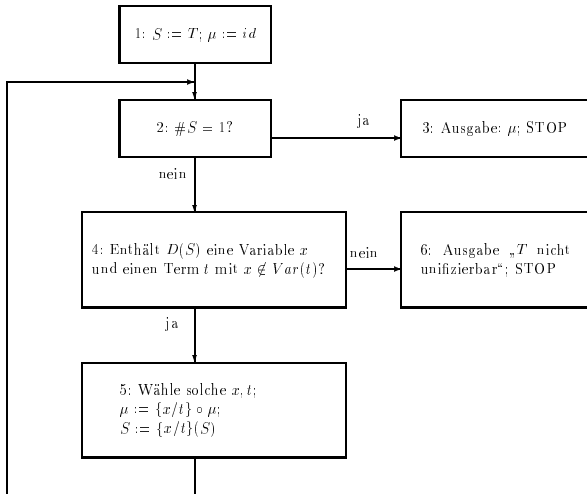 1: S := T; μ := id
2: #S = 1?
ja
3: Ausgabe: μ; STOP
nein
4: Enthält D(S) eine Variable x
und einen Term t mit x ∉ Var(t)?
nein
6: Ausgabe „T nicht
unifizierbar“; STOP
ja
5: Wähle solche x, t;
μ := {x/t} ∘ μ;
S := {x/t}(S)